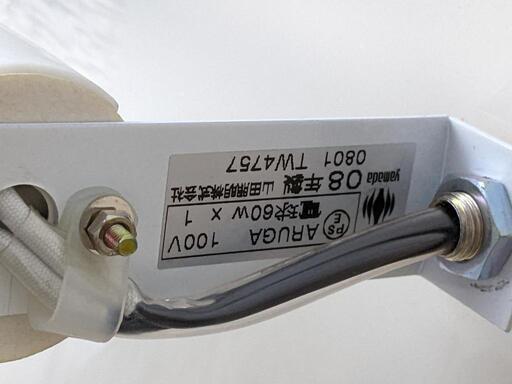 PS
E ARUGA 100V
電球60w x 1
yamada
08年製 山田照明株式会社
0801 TW4757